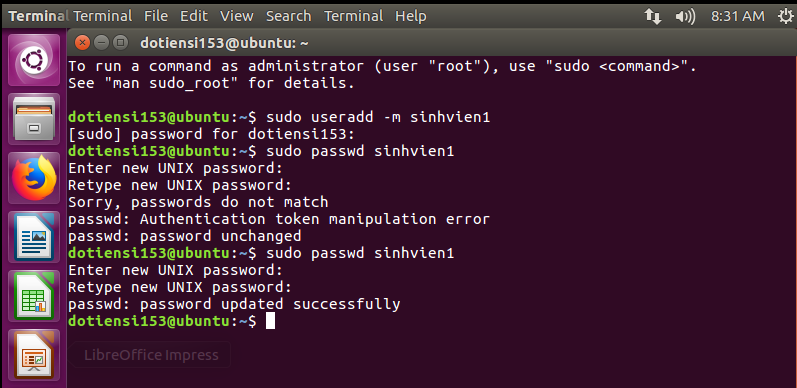 Terminal Terminal File Edit View Search Terminal Help 8:31 AM
dotiensi153@ubuntu: ~
To run a command as administrator (user "root"), use "sudo <command>".
See "man sudo_root" for details.
dotiensi153@ubuntu:~$ sudo useradd -m sinhvien1
[sudo] password for dotiensi153:
dotiensi153@ubuntu:~$ sudo passwd sinhvien1
Enter new UNIX password:
Retype new UNIX password:
Sorry, passwords do not match
passwd: Authentication token manipulation error
passwd: password unchanged
dotiensi153@ubuntu:~$ sudo passwd sinhvien1
Enter new UNIX password:
Retype new UNIX password:
passwd: password updated successfully
dotiensi153@ubuntu:~$
LibreOffice Impress